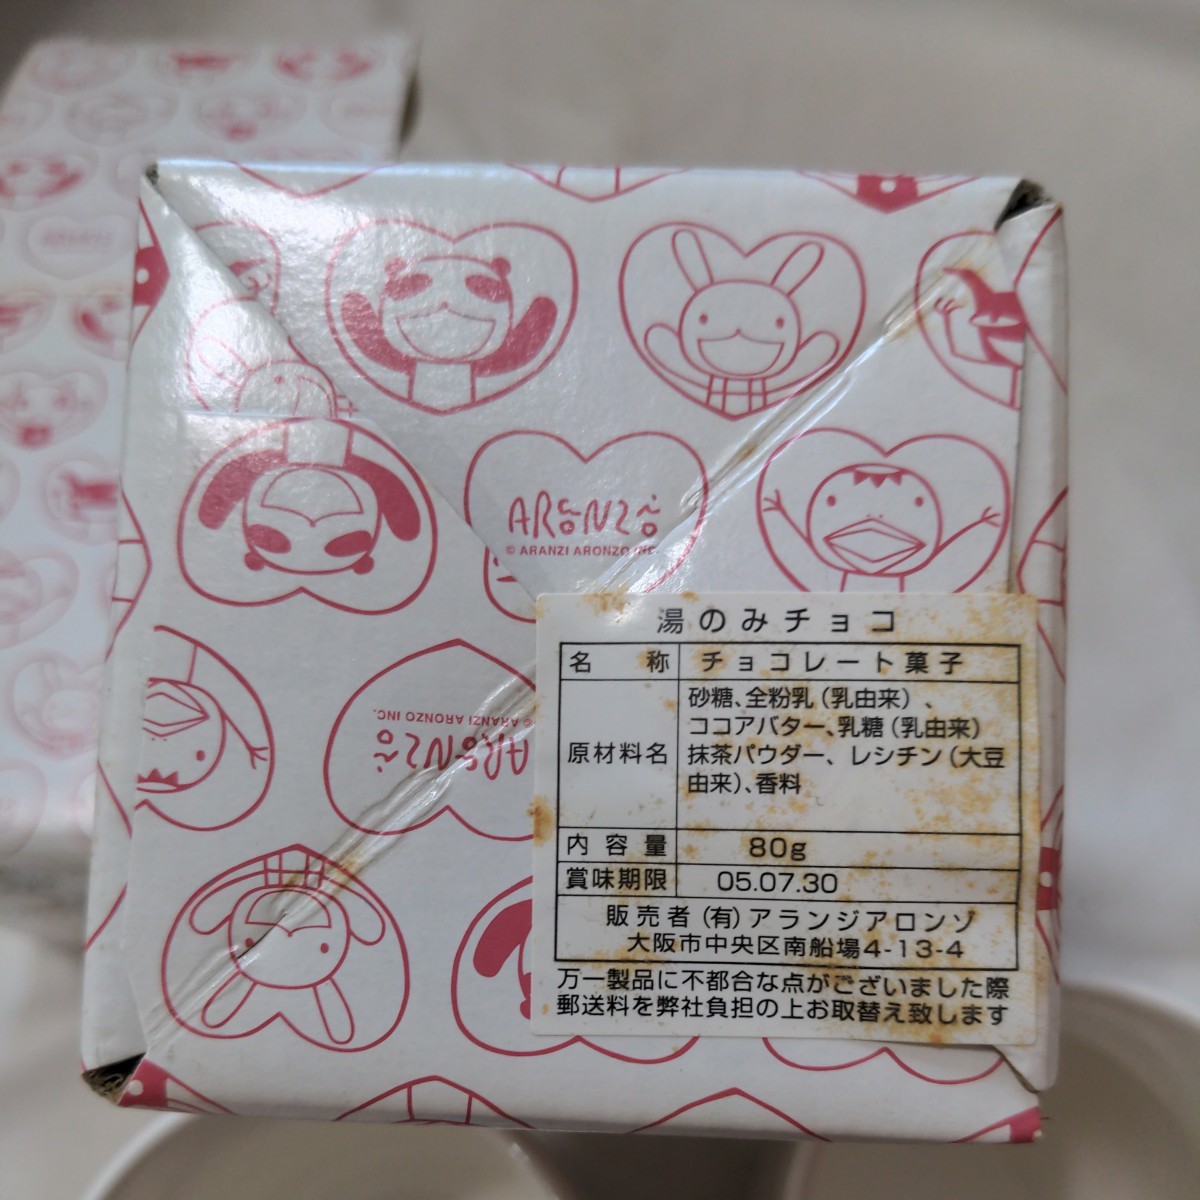 ARONZO
© ARANZI ARONZO INC.
© ARANZI ARONZO INC.
ARONZO
湯のみチョコ
名称 チョコレート菓子
原材料名 砂糖、全粉乳(乳由来)、
ココアバター、乳糖(乳由来)
抹茶パウダー、レシチン(大豆
由来)、香料
内容量 80g
賞味期限 05.07.30
販売者(有)アランジアロンゾ
大阪市中央区南船場4-13-4
万一製品に不都合な点がございました際
郵送料を弊社負担の上お取替え致します